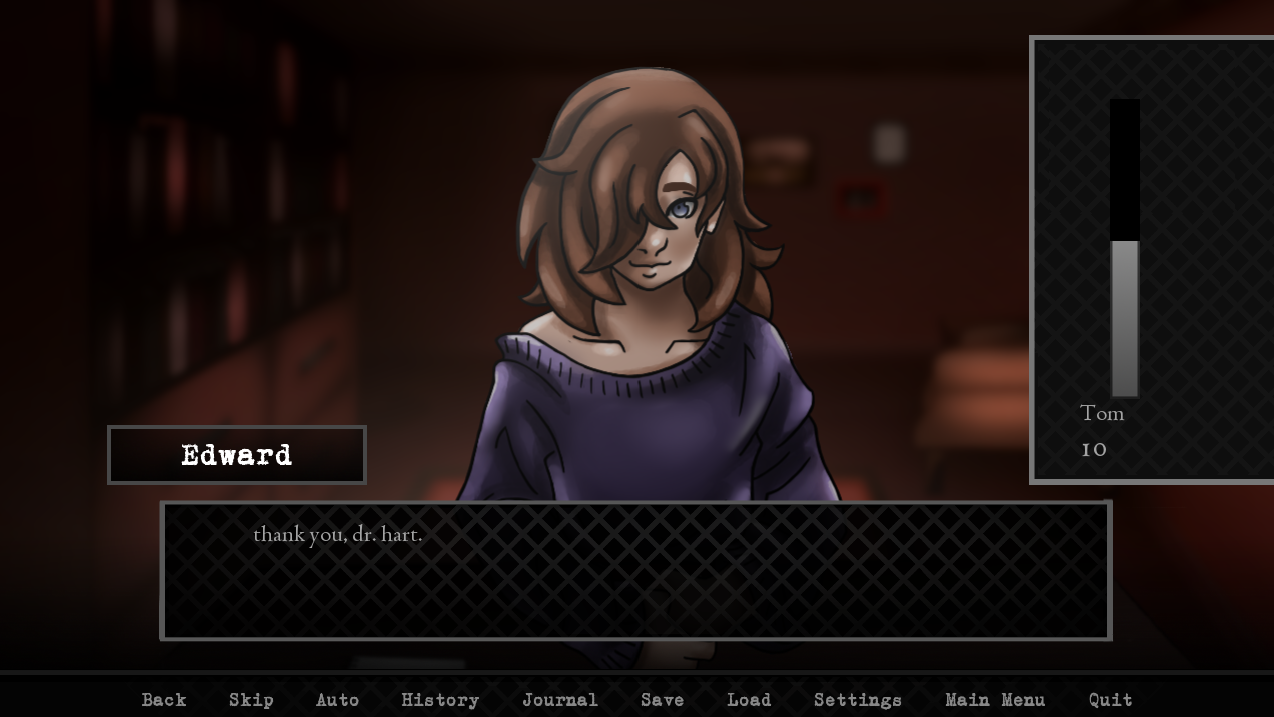 Tom
10
Edward
thank you, dr. hart.
Back Skip Auto History Journal Save Load Settings Main Menu Quit